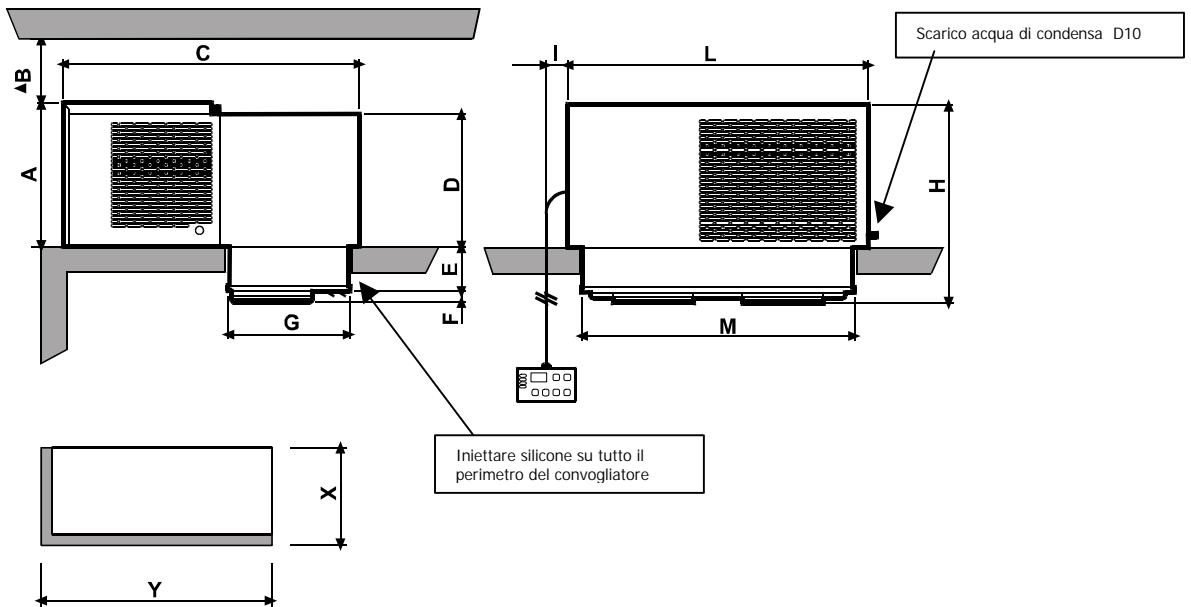 C
I
L
Scarico acqua di condensa D10
B
A
D
H
E
F
G
M
Iniettare silicone su tutto il
perimetro del convogliatore
X
Y